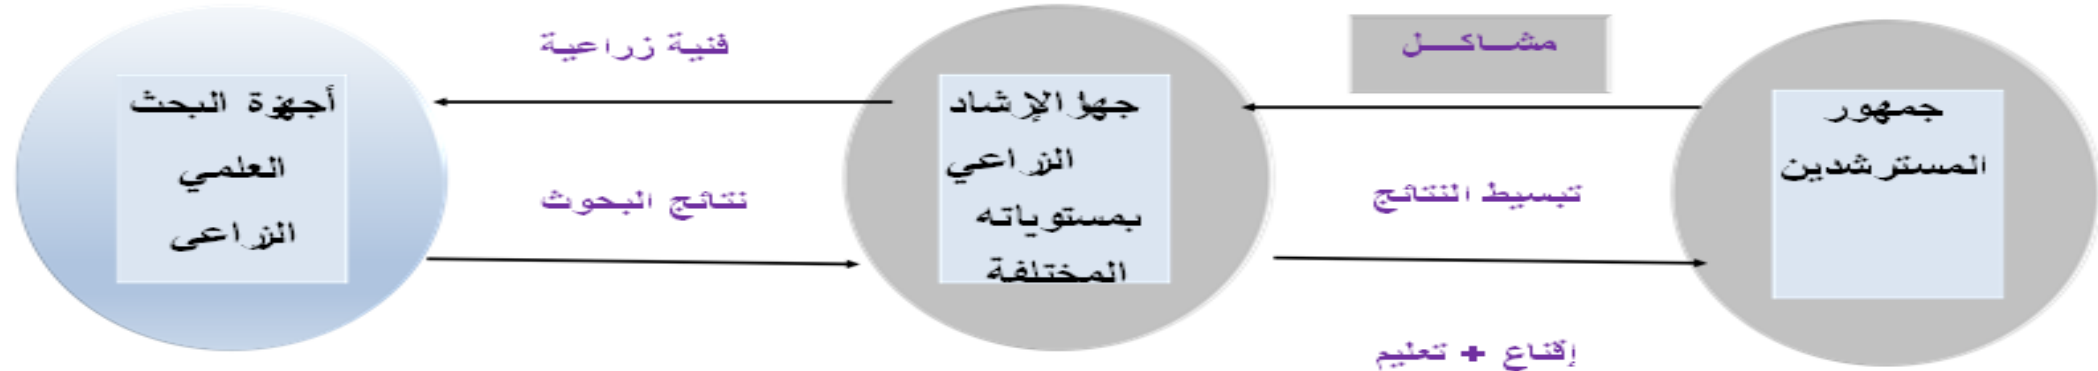 جمهور
المسترشدين
مشـــاكــــل
تبسيط النتائج
إقناع + تعليم
جهاز الإرشاد
الزراعي
بمستوياته
المختلفة
فنية زراعية
نتائج البحوث
أجهزة البحث
العلمي
الزراعى